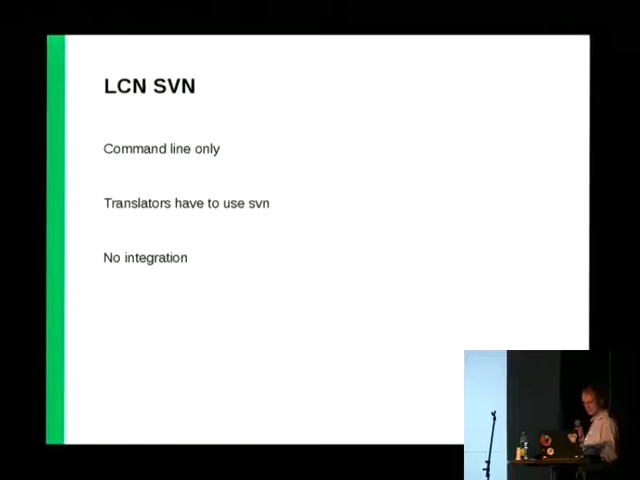 LCN SVN
Command line only
Translators have to use svn
No integration